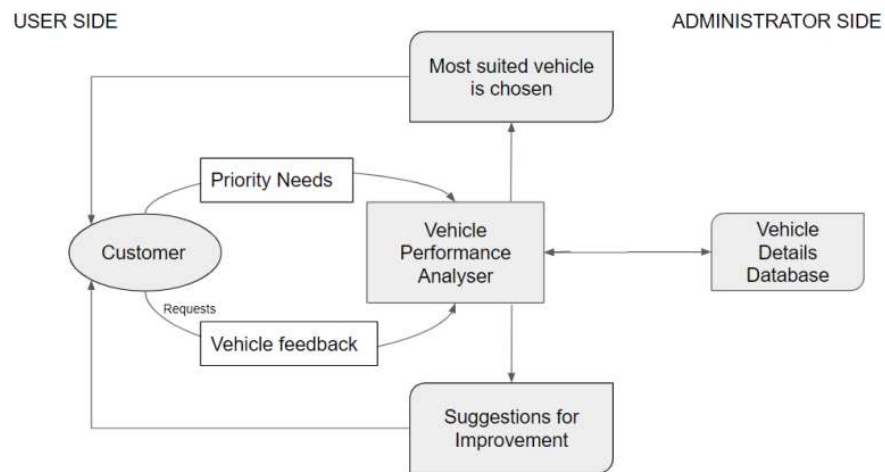 USER SIDE
ADMINISTRATOR SIDE
Most suited vehicle
is chosen
Priority Needs
Customer
Vehicle
Performance
Analyser
Vehicle
Details
Database
Requests
Vehicle feedback
Suggestions for
Improvement